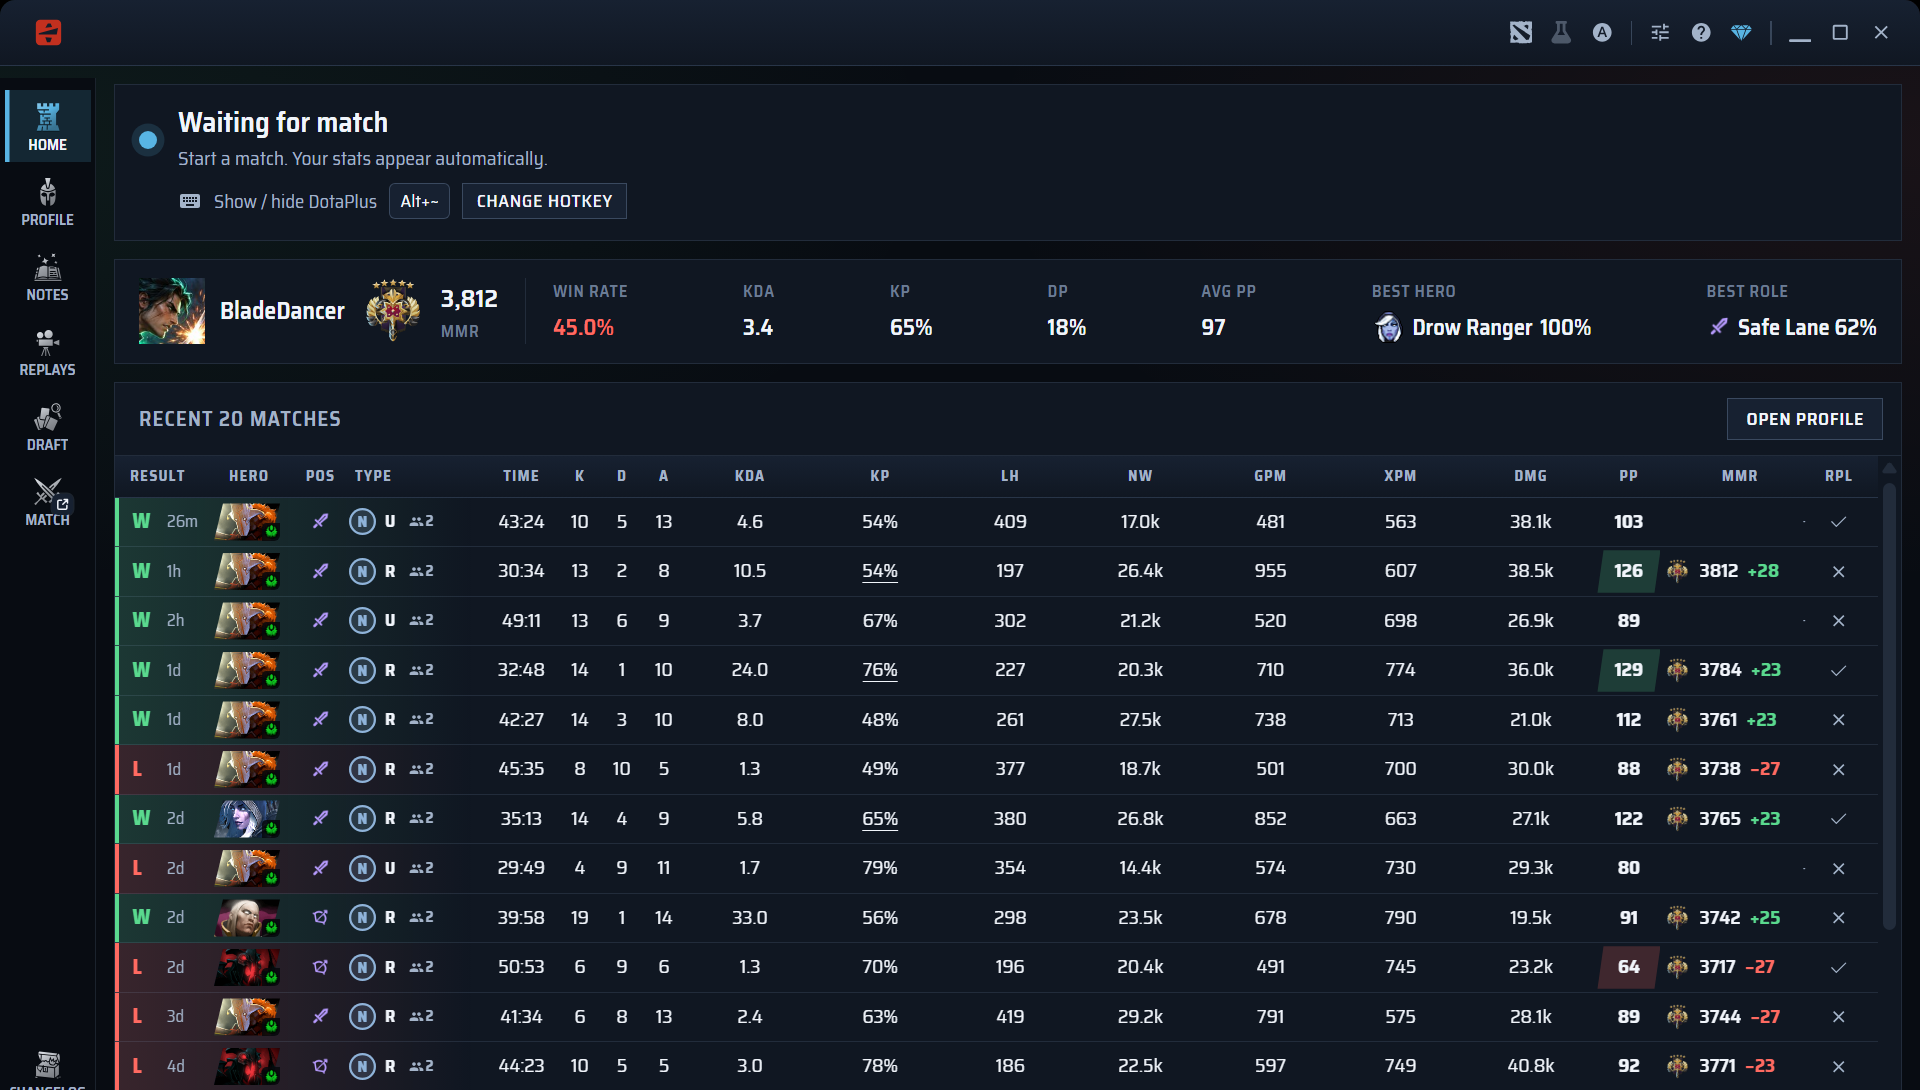 Waiting for match
Start a match. Your stats appear automatically.
Show / hide DotaPlus Alt+~ CHANGE HOTKEY
HOME
PROFILE
NOTES
REPLAYS
DRAFT
MATCH
BladeDancer 3,812 MMR
WIN RATE 45.0%
KDA 3.4
KP 65%
DP 18%
AVG PP 97
BEST HERO Drow Ranger 100%
BEST ROLE Safe Lane 62%
RECENT 20 MATCHES OPEN PROFILE
RESULT HERO POS TYPE TIME K D A KDA KP LH NW GPM XPM DMG PP MMR RPL
W 26m N U 2 43:24 10 5 13 4.6 54% 409 17.0k 481 563 38.1k 103
W 1h N R 2 30:34 13 2 8 10.5 54% 197 26.4k 955 607 38.5k 126 3812 +28
W 2h N U 2 49:11 13 6 9 3.7 67% 302 21.2k 520 698 26.9k 89
W 1d N R 2 32:48 14 1 10 24.0 76% 227 20.3k 710 774 36.0k 129 3784 +23
W 1d N R 2 42:27 14 3 10 8.0 48% 261 27.5k 738 713 21.0k 112 3761 +23
L 1d N R 2 45:35 8 10 5 1.3 49% 377 18.7k 501 700 30.0k 88 3738 -27
W 2d N R 2 35:13 14 4 9 5.8 65% 380 26.8k 852 663 27.1k 122 3765 +23
L 2d N U 2 29:49 4 9 11 1.7 79% 354 14.4k 574 730 29.3k 80
W 2d N R 2 39:58 19 1 14 33.0 56% 298 23.5k 678 790 19.5k 91 3742 +25
L 2d N R 2 50:53 6 9 6 1.3 70% 196 20.4k 491 745 23.2k 64 3717 -27
L 3d N R 2 41:34 6 8 13 2.4 63% 419 29.2k 791 575 28.1k 89 3744 -27
L 4d N R 2 44:23 10 5 5 3.0 78% 186 22.5k 597 749 40.8k 92 3771 -23